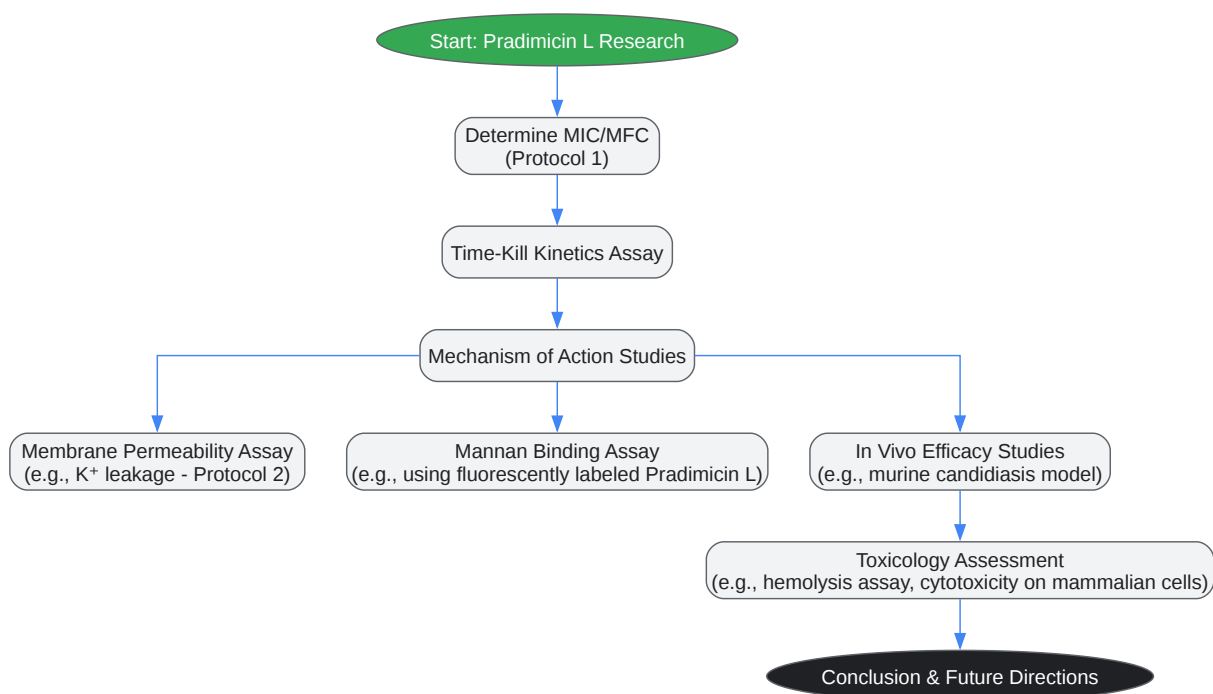 Start: Pradimicin L Research
Determine MIC/MFC
(Protocol 1)
Time-Kill Kinetics Assay
Mechanism of Action Studies
Membrane Permeability Assay
(e.g., K⁺ leakage - Protocol 2)
Mannan Binding Assay
(e.g., using fluorescently labeled Pradimicin L)
In Vivo Efficacy Studies
(e.g., murine candidiasis model)
Toxicology Assessment
(e.g., hemolysis assay, cytotoxicity on mammalian cells)
Conclusion & Future Directions